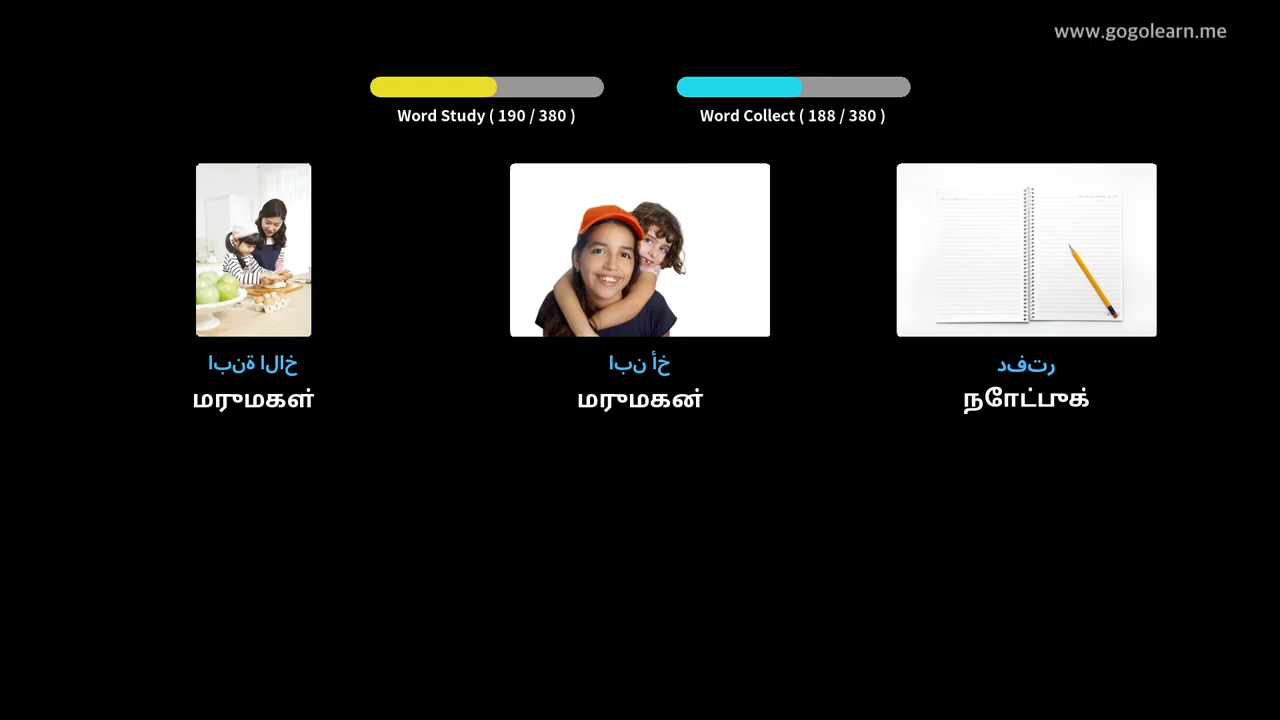 www.gogolearn.me
Word Study ( 190 / 380 )
Word Collect ( 188 / 380 )
ابنة الاخ
ابن أخ
دفتر
மருமகள்
மருமகன்
நோட்புக்